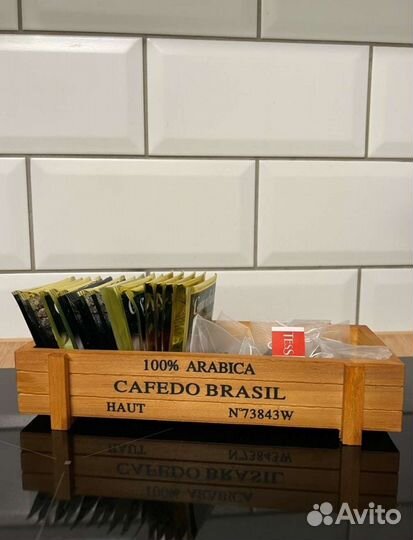 TESS
100% ARABICA
CAFEDO BRASIL
HAUT N°73843W
Avito